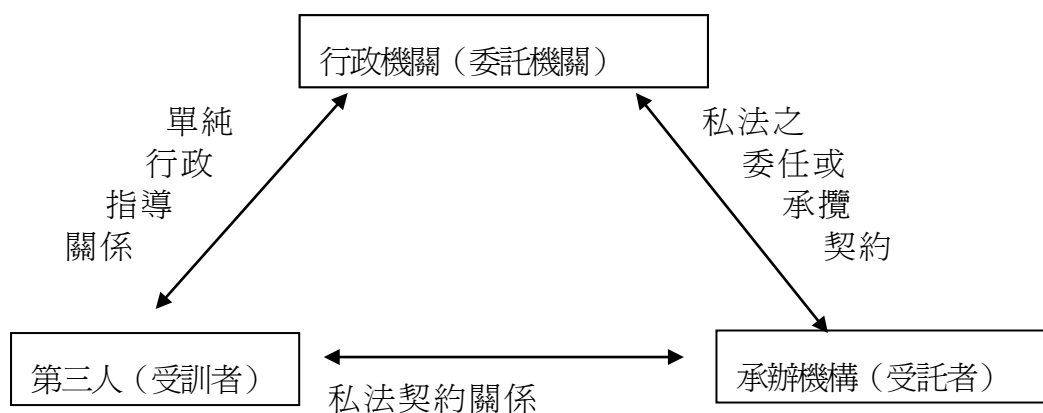 行政機關（委託機關）
單純
行政
指導
關係
私法之
委任或
承攬
契約
第三人（受訓者）
私法契約關係
承辦機構（受託者）